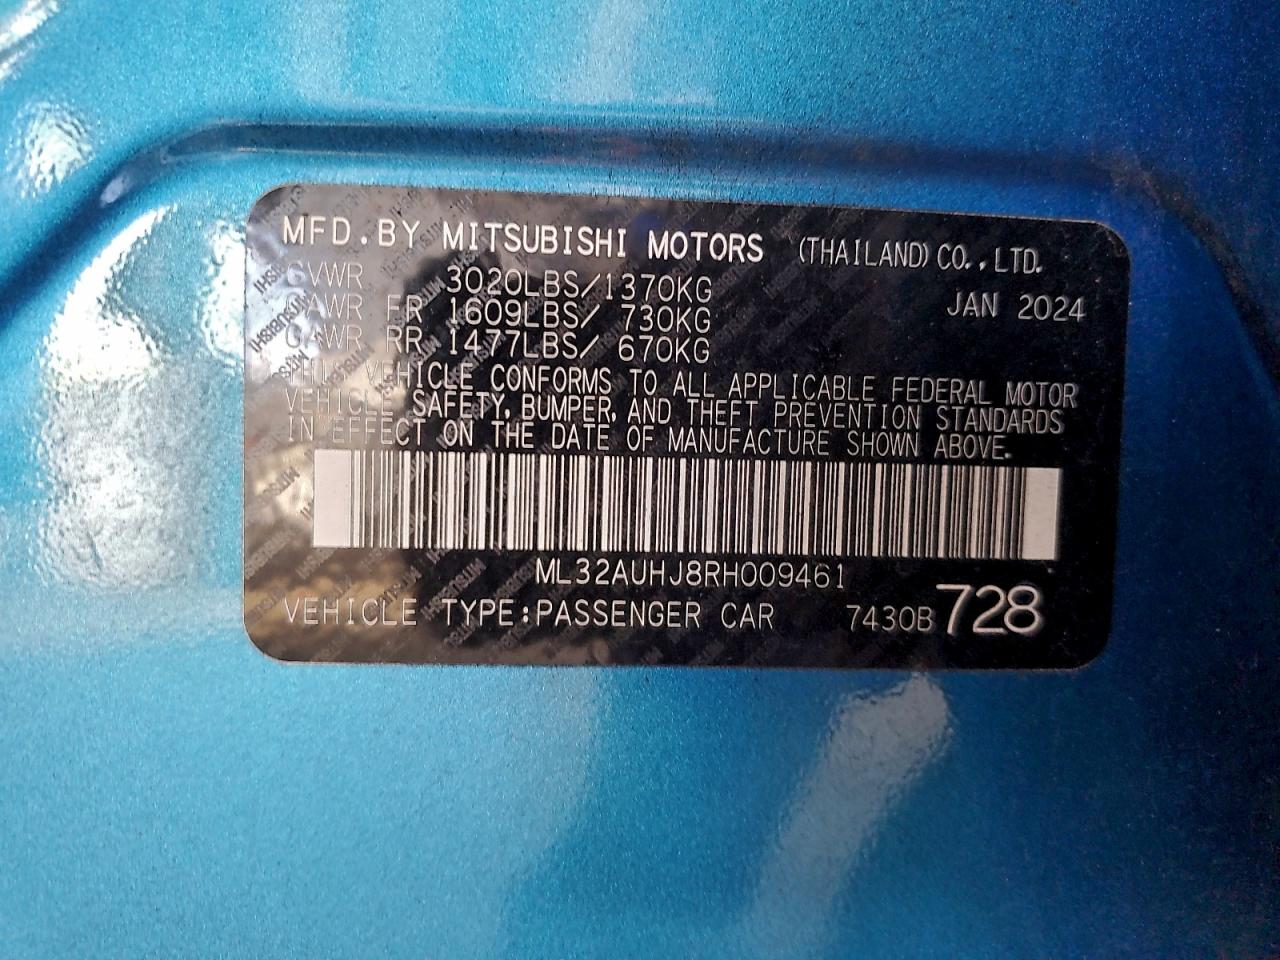 MFD.BY MITSUBISHI MOTORS (THAILAND) CO.,LTD.
GVWR 3020LBS/1370KG JAN 2024
GAWR FR 1609LBS/ 730KG
GAWR RR 1477LBS/ 670KG
THIS VEHICLE CONFORMS TO ALL APPLICABLE FEDERAL MOTOR
VEHICLE SAFETY, BUMPER, AND THEFT PREVENTION STANDARDS
IN EFFECT ON THE DATE OF MANUFACTURE SHOWN ABOVE.
ML32AUHJ8RH009461
VEHICLE TYPE:PASSENGER CAR 7430B 728